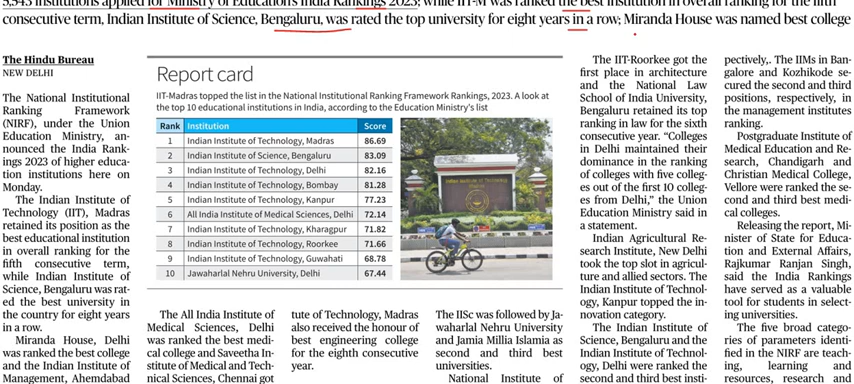 5,543 institutions applied for Ministry of Education's India Rankings 2023; while IIT-M was ranked the best institution in overall ranking for the fifth
consecutive term, Indian Institute of Science, Bengaluru, was rated the top university for eight years in a row; Miranda House was named best college
The Hindu Bureau
NEW DELHI
The National Institutional
Ranking Framework
(NIRF), under the Union
Education Ministry, an-
nounced the India Rank-
ings 2023 of higher educa-
tion institutions here on
Monday.
The Indian Institute of
Technology (IIT), Madras
retained its position as the
best educational institution
in overall ranking for the
fifth consecutive term,
while Indian Institute of
Science, Bengaluru was rat-
ed the best university in
the country for eight years
in a row.
Miranda House, Delhi
was ranked the best college
and the Indian Institute of
Management, Ahemdabad
Report card
IIT-Madras topped the list in the National Institutional Ranking Framework Rankings, 2023. A look at
the top 10 educational institutions in India, according to the Education Ministry's list
Rank Institution Score
1 Indian Institute of Technology, Madras 86.69
2 Indian Institute of Science, Bengaluru 83.09
3 Indian Institute of Technology, Delhi 82.16
4 Indian Institute of Technology, Bombay 81.28
5 Indian Institute of Technology, Kanpur 77.23
6 All India Institute of Medical Sciences, Delhi 72.14
7 Indian Institute of Technology, Kharagpur 71.82
8 Indian Institute of Technology, Roorkee 71.66
9 Indian Institute of Technology, Guwahati 68.78
10 Jawaharlal Nehru University, Delhi 67.44
The All India Institute of
Medical Sciences, Delhi
was ranked the best medi-
cal college and Saveetha In-
stitute of Medical and Tech-
nical Sciences, Chennai got
tute of Technology, Madras
also received the honour of
best engineering college
for the eighth consecutive
year.
The IISc was followed by Ja-
waharlal Nehru University
and Jamia Millia Islamia as
second and third best
universities.
National Institute of
The IIT-Roorkee got the
first place in architecture
and the National Law
School of India University,
Bengaluru retained its top
ranking in law for the sixth
consecutive year. "Colleges
in Delhi maintained their
dominance in the ranking
of colleges with five colleg-
es out of the first 10 colleg-
es from Delhi," the Union
Education Ministry said in
a statement.
Indian Agricultural Re-
search Institute, New Delhi
took the top slot in agricul-
ture and allied sectors. The
Indian Institute of Technol-
ogy, Kanpur topped the in-
novation category.
The Indian Institute of
Science, Bengaluru and the
Indian Institute of Technol-
ogy, Delhi were ranked the
second and third best insti-
pectively,. The IIMs in Ban-
galore and Kozhikode se-
cured the second and third
positions, respectively, in
the management institutes
ranking.
Postgraduate Institute of
Medical Education and Re-
search, Chandigarh and
Christian Medical College,
Vellore were ranked the se-
cond and third best medi-
cal colleges.
Releasing the report, Mi-
nister of State for Educa-
tion and External Affairs,
Rajkumar Ranjan Singh,
said the India Rankings
have served as a valuable
tool for students in select-
ing universities.
The five broad catego-
ries of parameters identi-
fied in the NIRF are teach-
ing, learning and
resources, research and